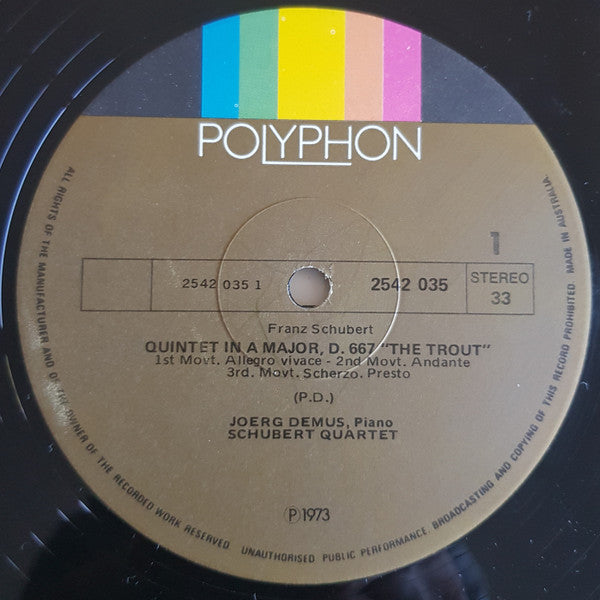 POLYPHON
1
2542 035 1
2542 035
STEREO
33
Franz Schubert
QUINTET IN A MAJOR, D. 667 "THE TROUT"
1st Movt. Allegro vivace - 2nd Movt. Andante
3rd. Movt. Scherzo. Presto
(P.D.)
JOERG DEMUS, Piano
SCHUBERT QUARTET
Ⓟ1973
ALL RIGHTS OF THE MANUFACTURER AND OF THE OWNER OF THE RECORDED WORK RESERVED UNAUTHORISED PUBLIC PERFORMANCE, BROADCASTING AND COPYING OF THIS RECORD PROHIBITED. MADE IN AUSTRALIA.